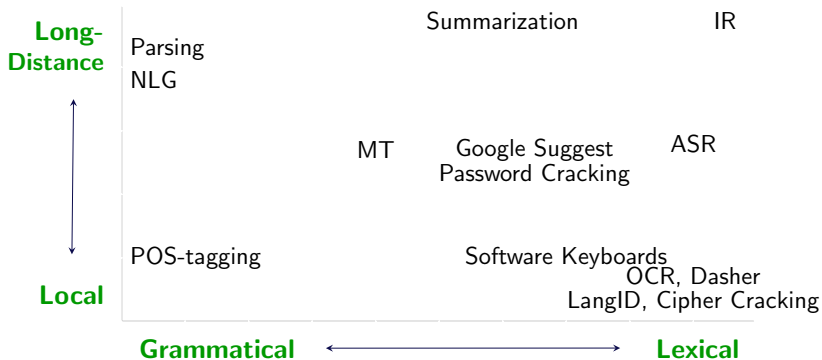 Long-
Distance
Summarization
IR
Parsing
NLG
MT
Google Suggest
Password Cracking
ASR
POS-tagging
Software Keyboards
OCR, Dasher
LangID, Cipher Cracking
Local
Grammatical
Lexical